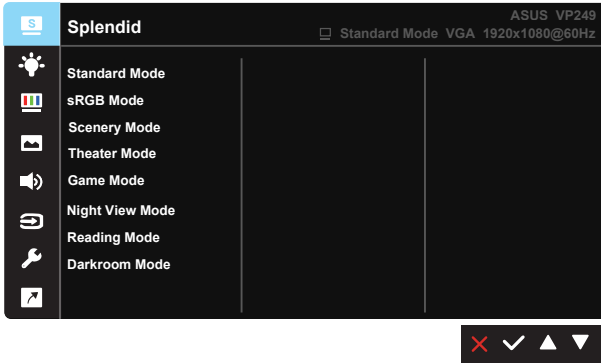 S
Splendid
ASUS VP249
Standard Mode VGA 1920x1080@60Hz
Standard Mode
sRGB Mode
Scenery Mode
Theater Mode
Game Mode
Night View Mode
Reading Mode
Darkroom Mode